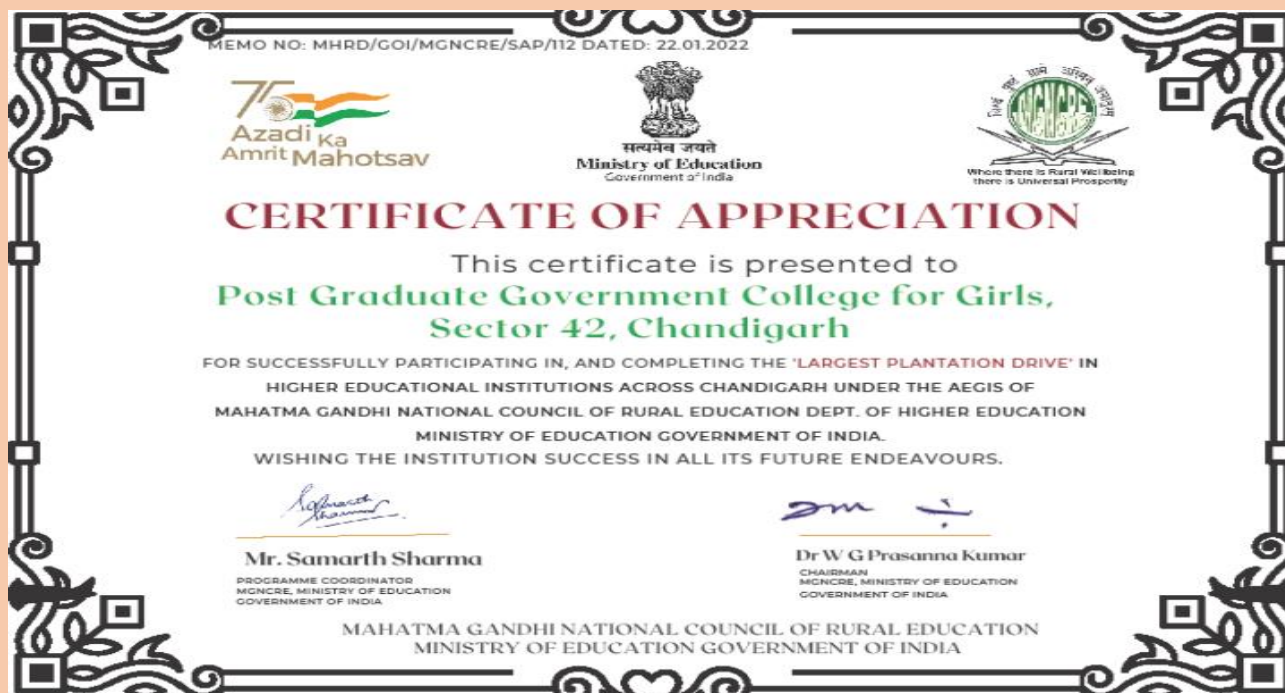 MEMO NO: MHRD/GOI/MGNCRE/SAP/112 DATED: 22.01.2022
75
Azadi Ka
Amrit Mahotsav
सत्यमेव जयते
Ministry of Education
Government of India
MGNCRE
Where there is Rural Wellbeing
there is Universal Prosperity
CERTIFICATE OF APPRECIATION
This certificate is presented to
Post Graduate Government College for Girls,
Sector 42, Chandigarh
FOR SUCCESSFULLY PARTICIPATING IN, AND COMPLETING THE 'LARGEST PLANTATION DRIVE' IN
HIGHER EDUCATIONAL INSTITUTIONS ACROSS CHANDIGARH UNDER THE AEGIS OF
MAHATMA GANDHI NATIONAL COUNCIL OF RURAL EDUCATION DEPT. OF HIGHER EDUCATION
MINISTRY OF EDUCATION GOVERNMENT OF INDIA.
WISHING THE INSTITUTION SUCCESS IN ALL ITS FUTURE ENDEAVOURS.
Samarth
Sharma
Mr. Samarth Sharma
PROGRAMME COORDINATOR
MGNCRE, MINISTRY OF EDUCATION
GOVERNMENT OF INDIA
Dr W G Prasanna Kumar
CHAIRMAN
MGNCRE, MINISTRY OF EDUCATION
GOVERNMENT OF INDIA
MAHATMA GANDHI NATIONAL COUNCIL OF RURAL EDUCATION
MINISTRY OF EDUCATION GOVERNMENT OF INDIA